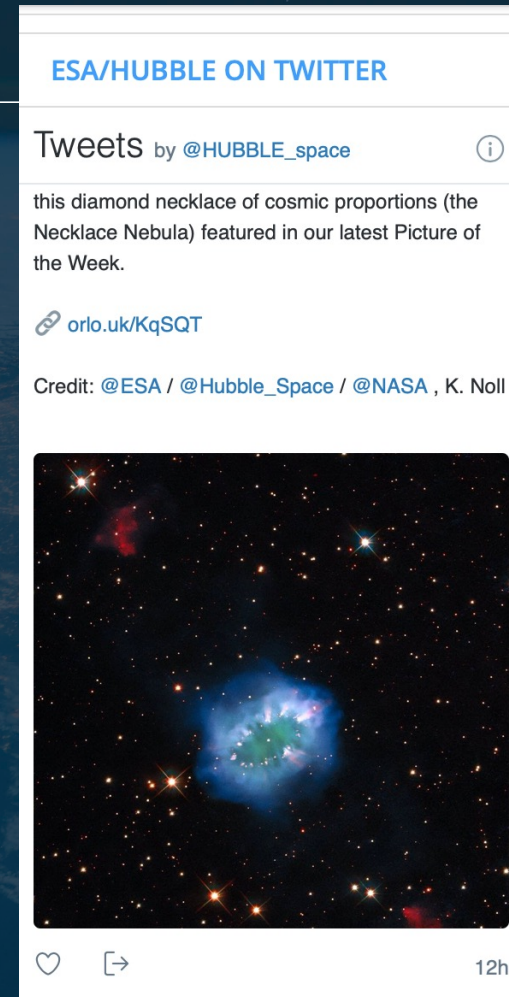 ESA/HUBBLE ON TWITTER
Tweets by @HUBBLE_space
this diamond necklace of cosmic proportions (the
Necklace Nebula) featured in our latest Picture of
the Week.
orlo.uk/KqSQT
Credit: @ESA / @Hubble_Space / @NASA , K. Noll
12h